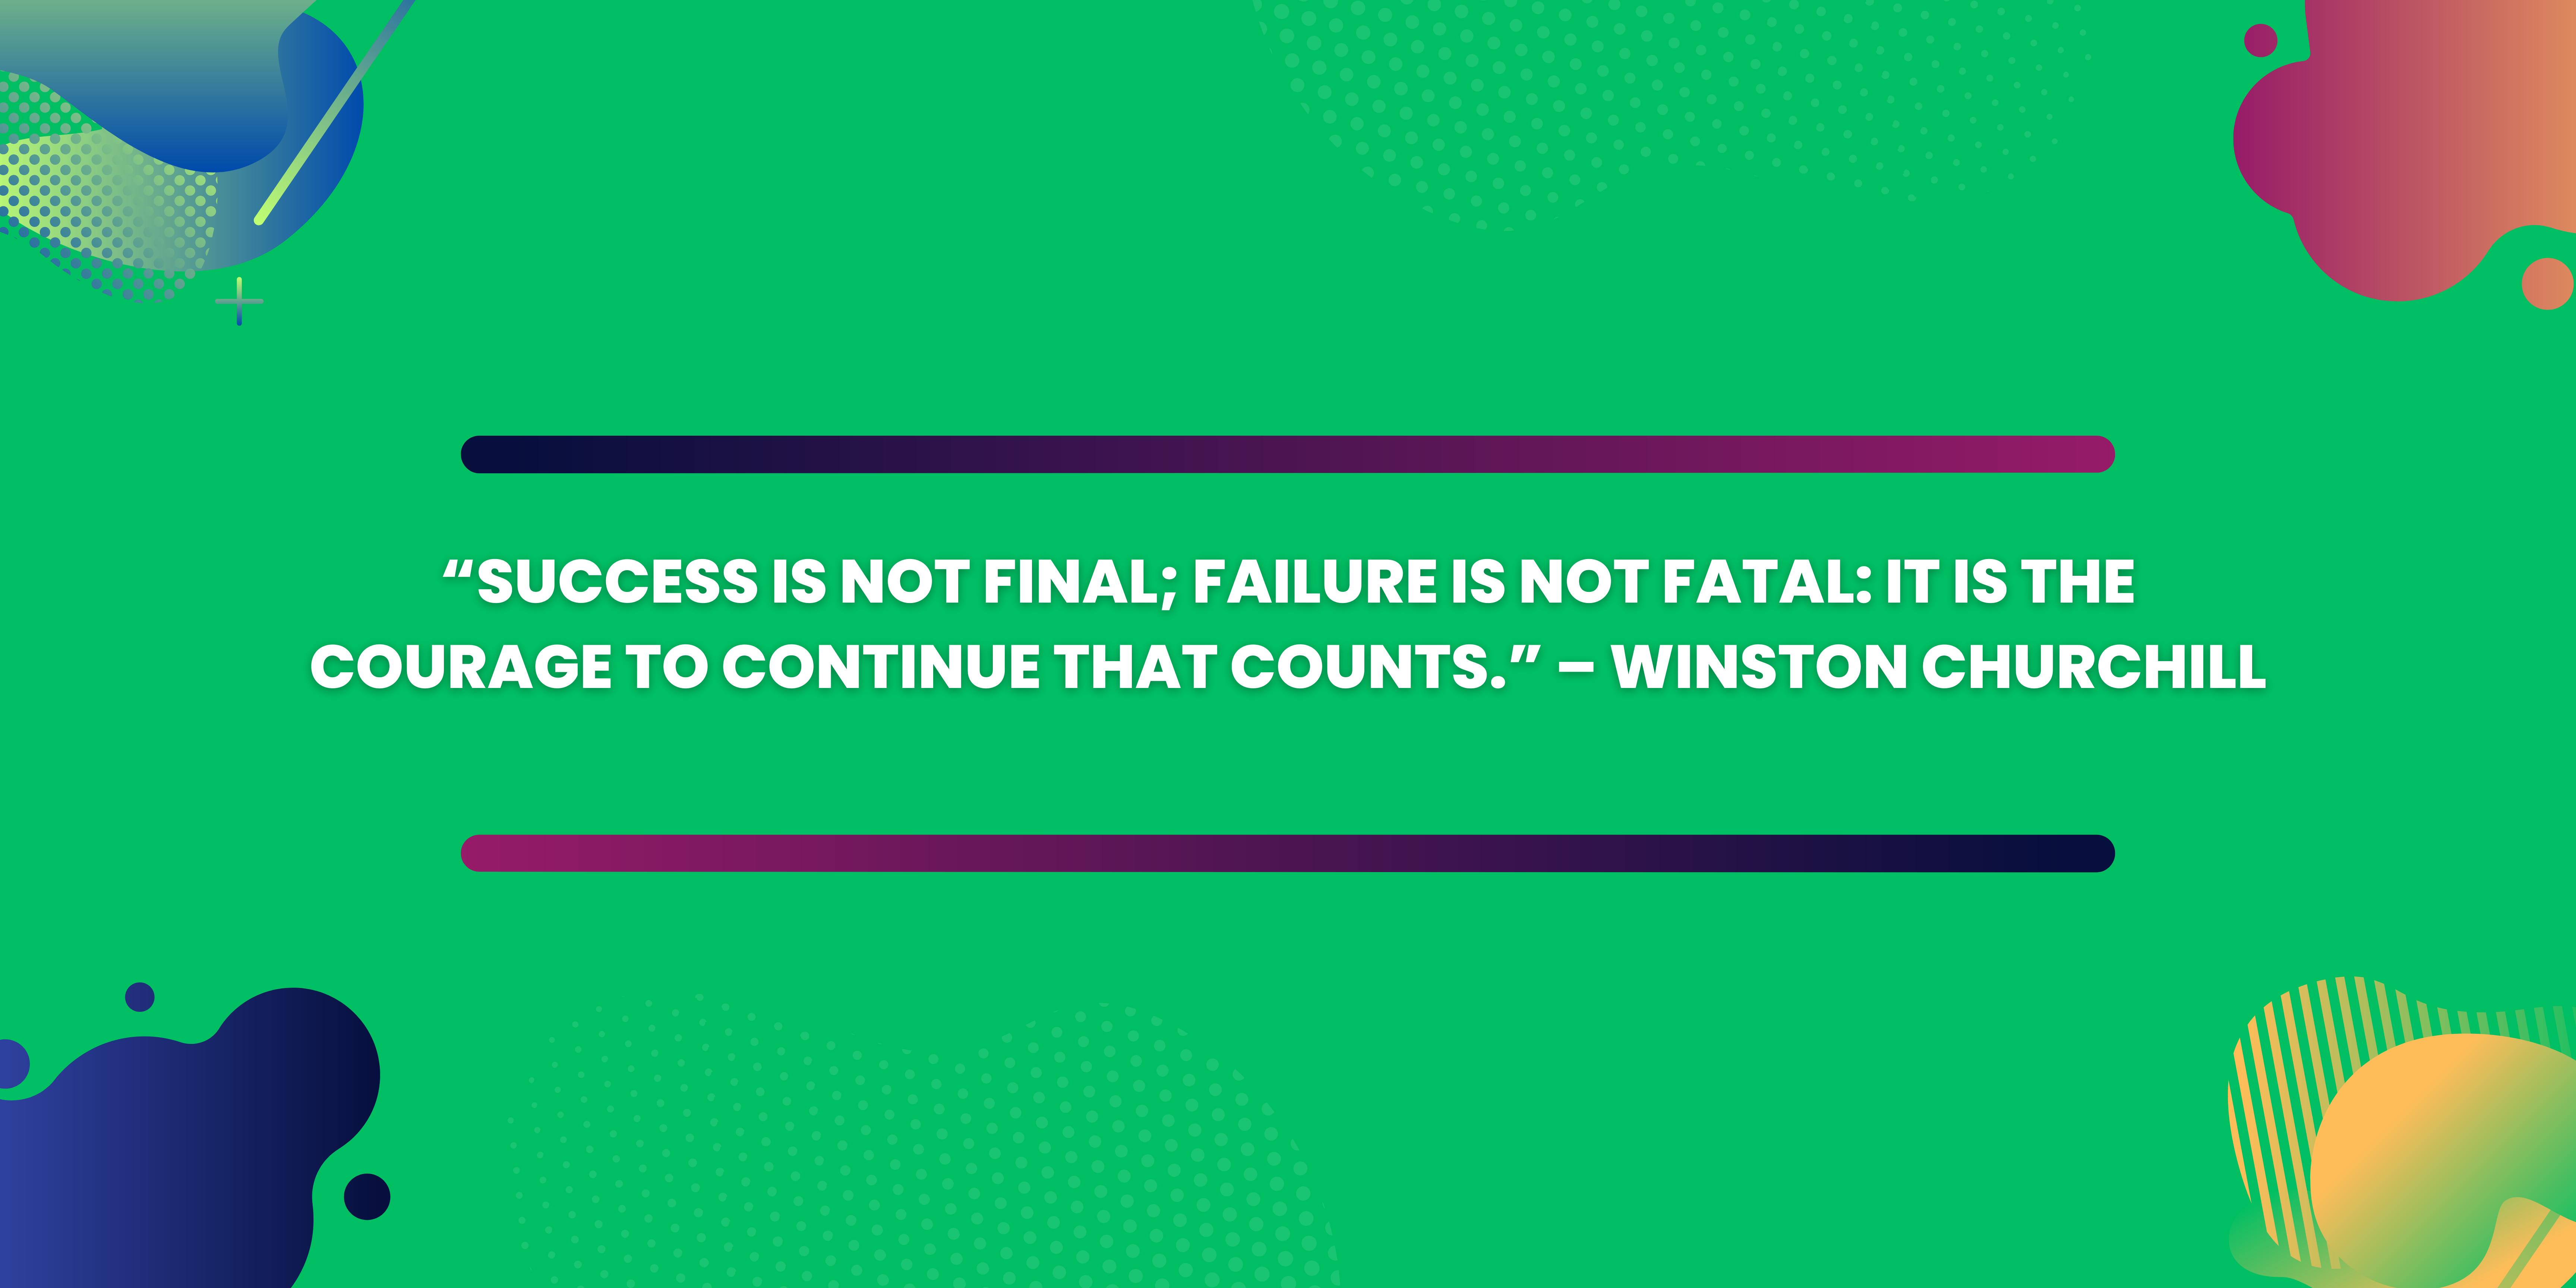 “SUCCESS IS NOT FINAL; FAILURE IS NOT FATAL: IT IS THE
COURAGE TO CONTINUE THAT COUNTS.” – WINSTON CHURCHILL